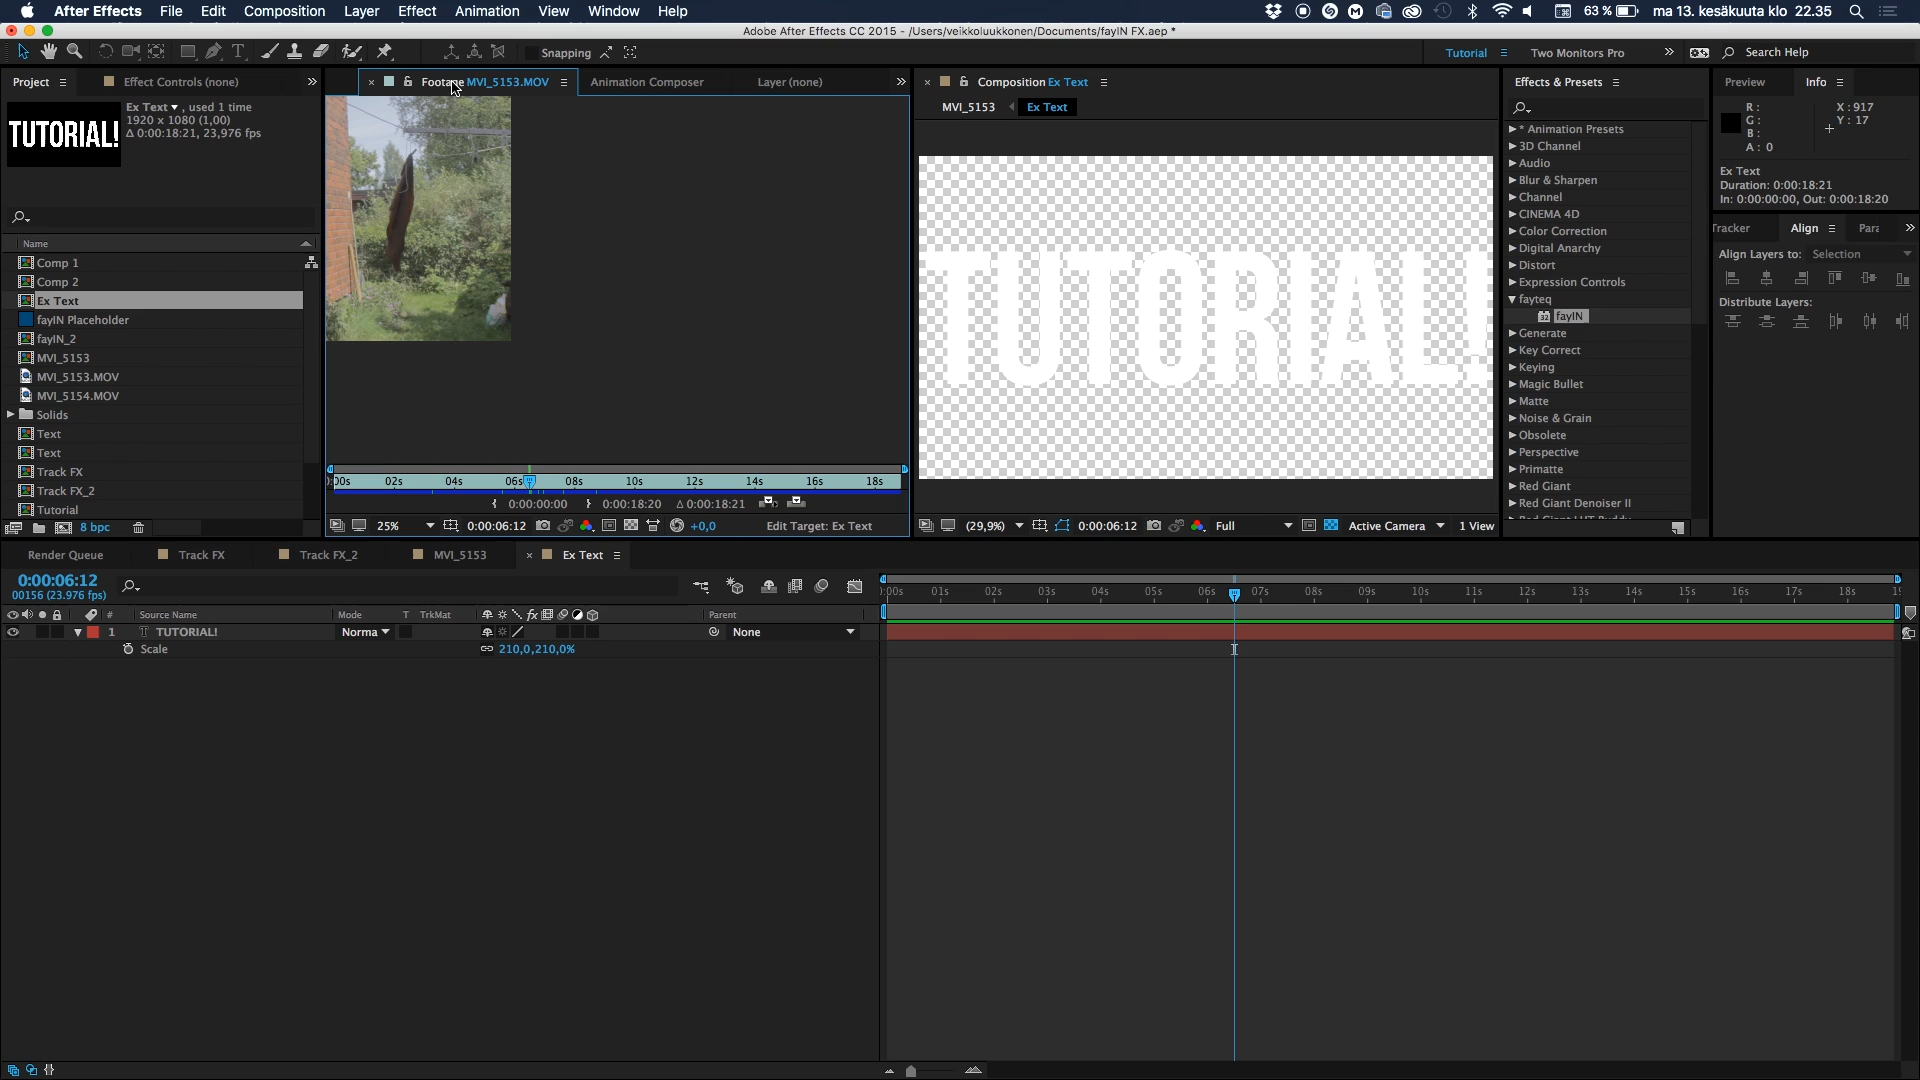 After Effects File Edit Composition Layer Effect Animation View Window Help 63 % ma 13. kesäkuuta klo 22.35
Adobe After Effects CC 2015 - /Users/veikkoluukkonen/Documents/fayIN FX.aep *
Snapping Tutorial Two Monitors Pro Search Help
Project Effect Controls (none) Footage MVI_5153.MOV Animation Composer Layer (none) Composition Ex Text Effects & Presets Preview Info
Ex Text , used 1 time
1920 x 1080 (1,00)
Δ 0:00:18:21, 23,976 fps)
TUTORIAL!
MVI_5153 Ex Text
TUTORIAL!
R: X : 917
G: Y : 17
B:
A: 0
Ex Text
Duration: 0:00:18:21
In: 0:00:00:00, Out: 0:00:18:20
Tracker Align Para
Align Layers to: Selection
Distribute Layers:
* Animation Presets
3D Channel
Audio
Blur & Sharpen
Channel
CINEMA 4D
Color Correction
Digital Anarchy
Distort
Expression Controls
fayteq
fayIN
Generate
Key Correct
Keying
Magic Bullet
Matte
Noise & Grain
Obsolete
Perspective
Primatte
Red Giant
Red Giant Denoiser II
Name
Comp 1
Comp 2
Ex Text
fayIN Placeholder
fayIN_2
MVI_5153
MVI_5153.MOV
MVI_5154.MOV
Solids
Text
Text
Track FX
Track FX_2
Tutorial
8 bpc
00s 02s 04s 06s 08s 10s 12s 14s 16s 18s
0:00:00:00 0:00:18:20 Δ 0:00:18:21
25% 0:00:06:12 +0,0 Edit Target: Ex Text
(29,9%) 0:00:06:12 Full Active Camera 1 View
Render Queue Track FX Track FX_2 MVI_5153 Ex Text
0:00:06:12
00156 (23.976 fps)
:00s 01s 02s 03s 04s 05s 06s 07s 08s 09s 10s 11s 12s 13s 14s 15s 16s 17s 18s
# Source Name Mode T TrkMat Parent
1 T TUTORIAL! Norma None
Scale 210,0,210,0%